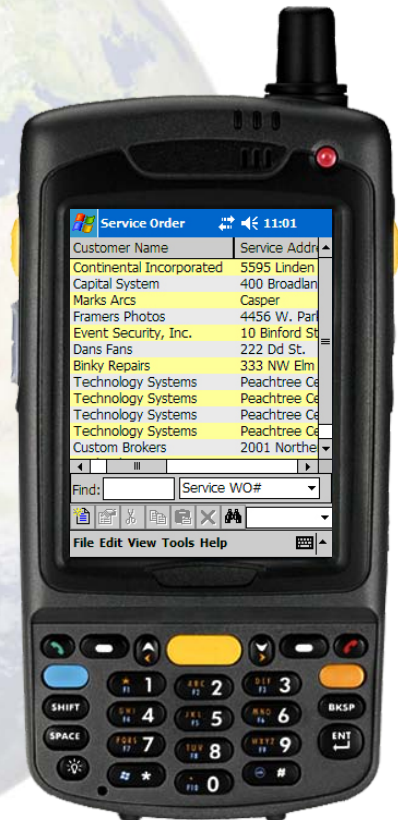 Service Order 11:01
Customer Name Service Addre
Continental Incorporated 5595 Linden
Capital System 400 Broadlan
Marks Arcs Casper
Framers Photos 4456 W. Parl
Event Security, Inc. 10 Binford St
Dans Fans 222 Dd St.
Binky Repairs 333 NW Elm
Technology Systems Peachtree Ce
Technology Systems Peachtree Ce
Technology Systems Peachtree Ce
Technology Systems Peachtree Ce
Custom Brokers 2001 Northe
Find: Service WO#
File Edit View Tools Help
F1 1 ABC F2 2 DEF F3 3
SHIFT GHI F4 4 JKL F5 5 MNO F6 6 BKSP
SPACE PQRS F7 7 TUV F8 8 WXYZ F9 9 ENT
* F10 0 #